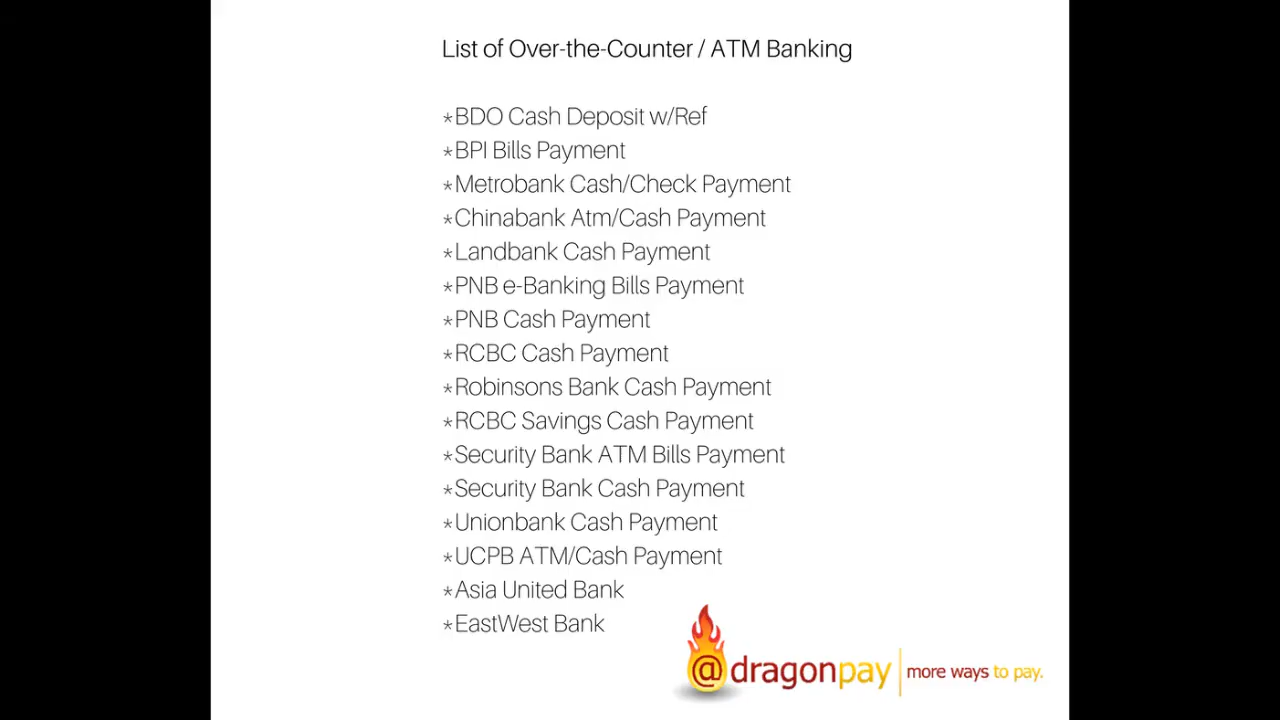 List of Over-the-Counter / ATM Banking
*BDO Cash Deposit w/Ref
*BPI Bills Payment
*Metrobank Cash/Check Payment
*Chinabank Atm/Cash Payment
*Landbank Cash Payment
*PNB e-Banking Bills Payment
*PNB Cash Payment
*RCBC Cash Payment
*Robinsons Bank Cash Payment
*RCBC Savings Cash Payment
*Security Bank ATM Bills Payment
*Security Bank Cash Payment
*Unionbank Cash Payment
*UCPB ATM/Cash Payment
*Asia United Bank
*EastWest Bank
@dragonpay more ways to pay.